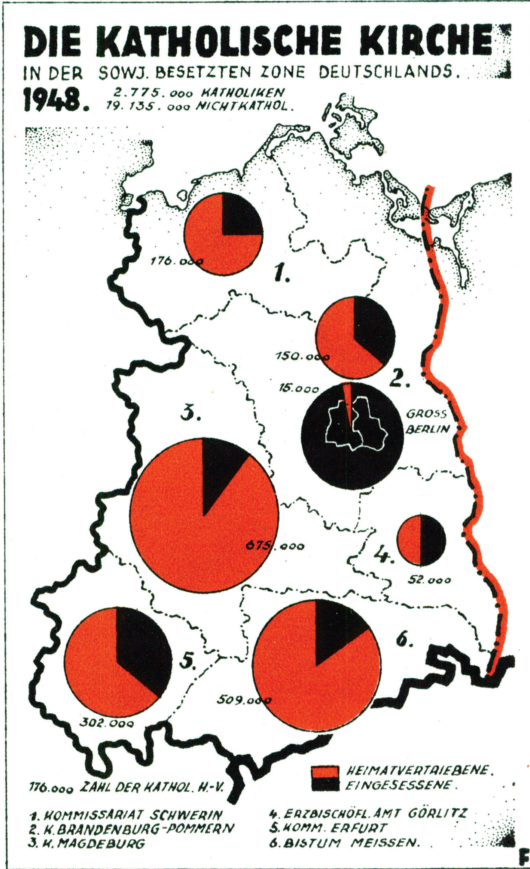 DIE KATHOLISCHE KIRCHE
IN DER SOWJ. BESETZTEN ZONE DEUTSCHLANDS.
1948. 2.775.000 KATHOLIKEN
19.135.000 NICHTKATHOL.
176.000
1.
150.000
2.
15.000
GROSS
BERLIN
3.
675.000
4.
52.000
5.
302.000
6.
509.000
176.000 ZAHL DER KATHOL. H.-V.
HEIMATVERTRIEBENE.
EINGESESSENE.
1. KOMMISSARIAT SCHWERIN
2. K. BRANDENBURG-POMMERN
3. K. MAGDEBURG
4. ERZBISCHÖFL. AMT GÖRLITZ
5. KOMM. ERFURT
6. BISTUM MEISSEN.
F